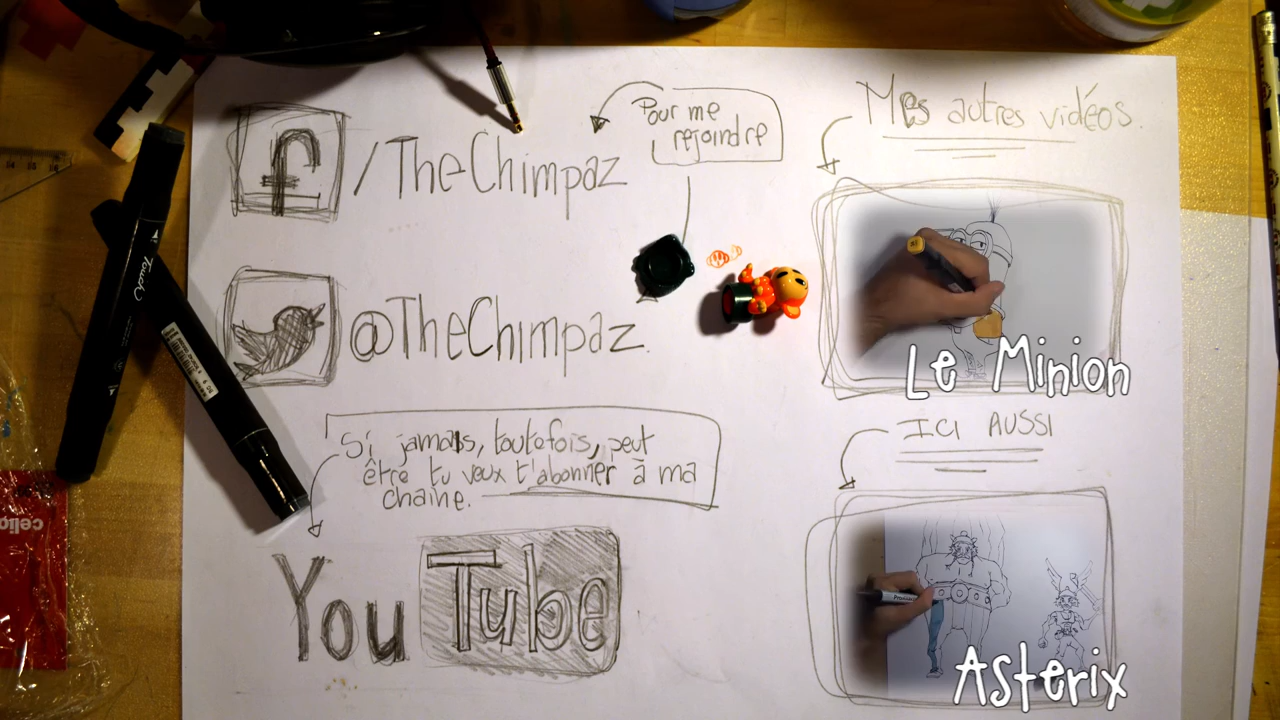 f
/TheChimpaz
Pour me
rejoindre
@TheChimpaz
Si jamais, toutefois, peut
être tu veux t'abonner à ma
chaine.
YouTube
Mes autres vidéos.
Le Minion
ICI AUSSI
Asterix
Touch